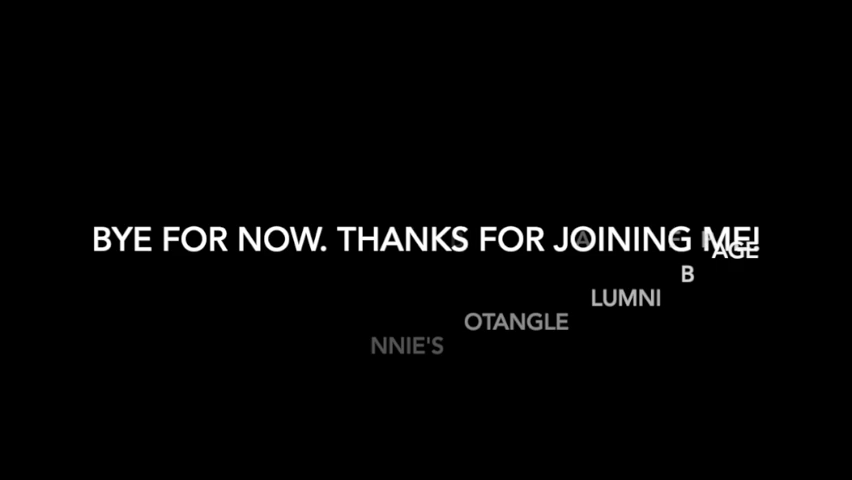 BYE FOR NOW. THANKS FOR JOINING ME!
AGE
B
LUMNI
OTANGLE
NNIE'S